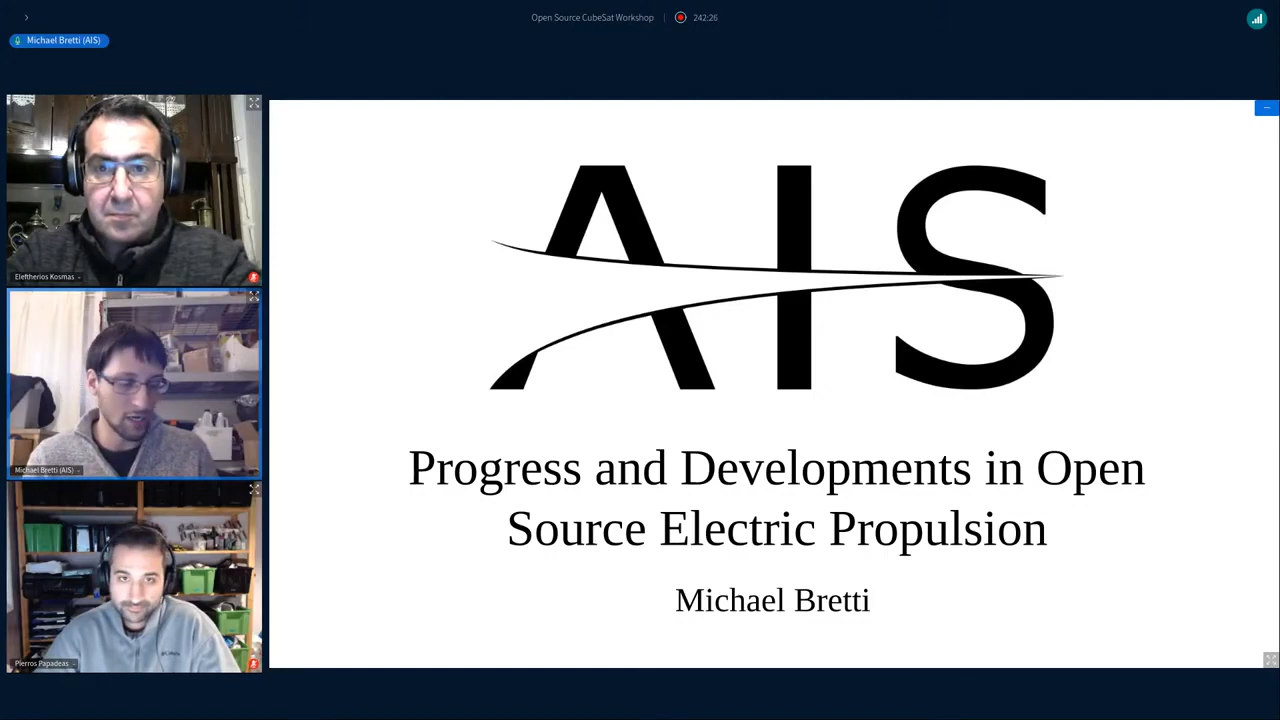 Open Source CubeSat Workshop
242:26
Michael Bretti (AIS)
Eleftherios Kosmas
Michael Bretti (AIS)
Pierros Papadeas
AIS
Progress and Developments in Open
Source Electric Propulsion
Michael Bretti